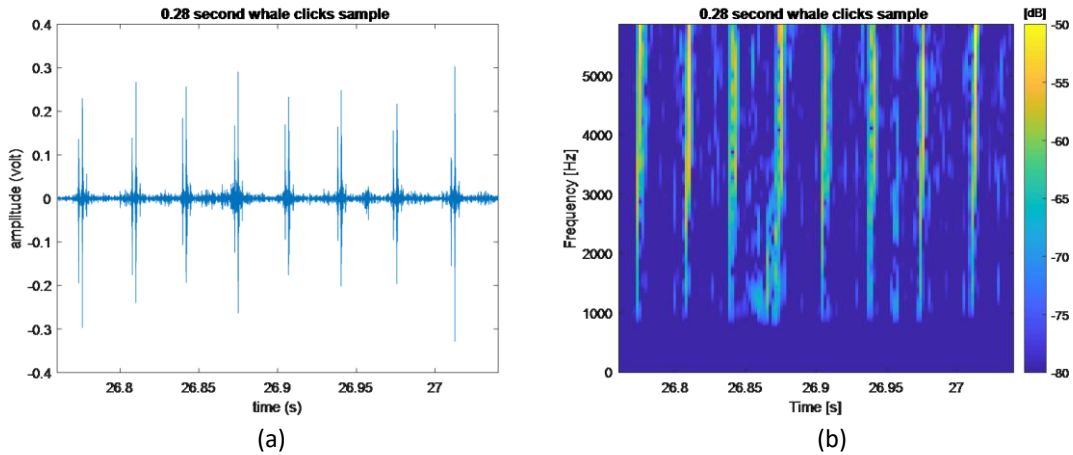 0.28 second whale clicks sample
0.4
0.3
0.2
0.1
0
-0.1
-0.2
-0.3
-0.4
amplitude (volt)
26.8 26.85 26.9 26.95 27
time (s)
(a)
0.28 second whale clicks sample
[dB]
5000
4000
3000
2000
1000
0
Frequency [Hz]
26.8 26.85 26.9 26.95 27
Time [s]
-50
-55
-60
-65
-70
-75
-80
(b)